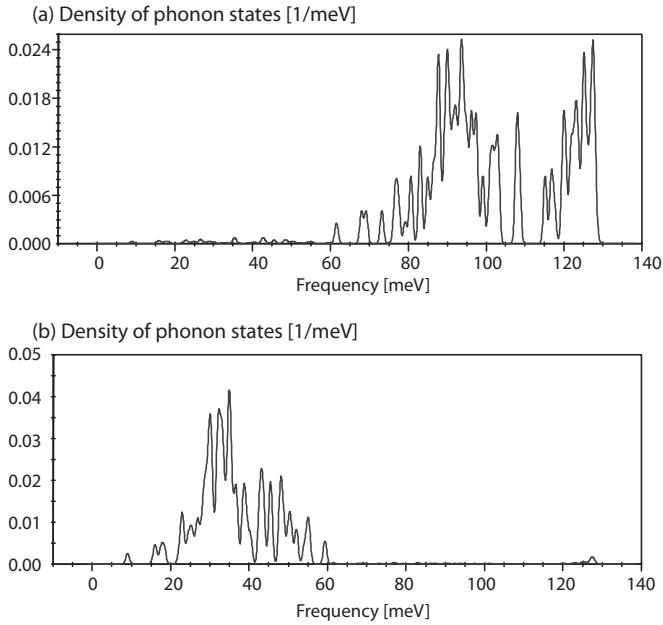 (a) Density of phonon states [1/meV]
0.024
0.018
0.012
0.006
0.000
0 20 40 60 80 100 120 140
Frequency [meV]
(b) Density of phonon states [1/meV]
0.05
0.04
0.03
0.02
0.01
0.00
0 20 40 60 80 100 120 140
Frequency [meV]